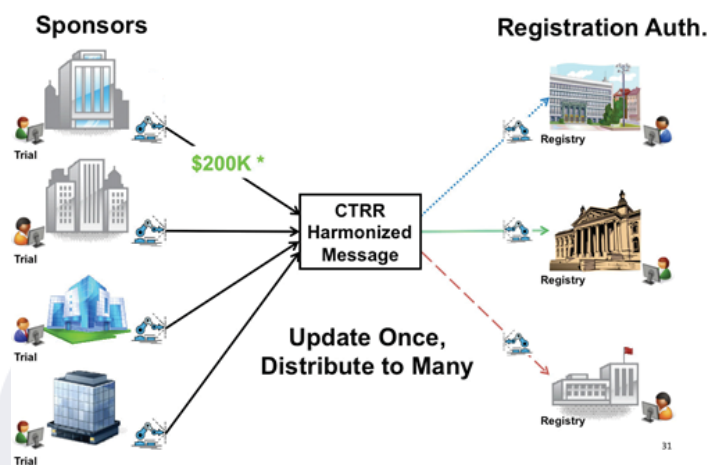 Sponsors
Registration Auth.
Trial
$200K *
Registry
Trial
CTRR
Harmonized
Message
Registry
Trial
Update Once,
Distribute to Many
Trial
Registry
31